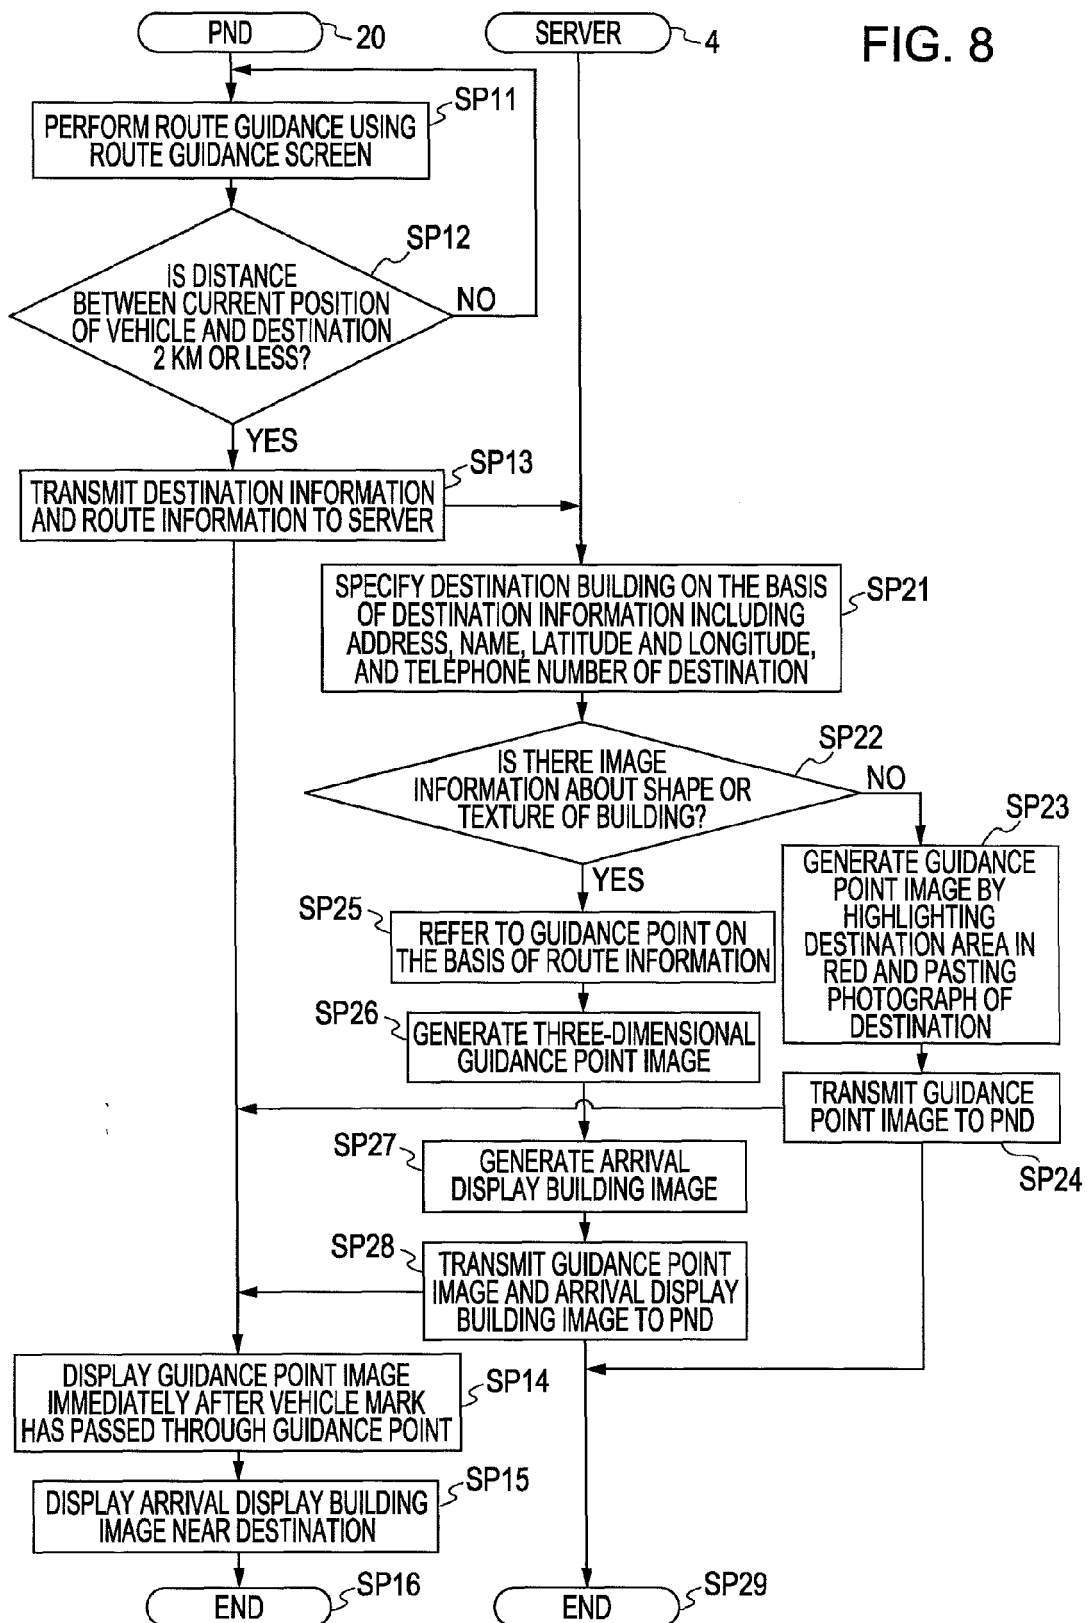 PND
20
SERVER
4
FIG. 8
SP11
PERFORM ROUTE GUIDANCE USING
ROUTE GUIDANCE SCREEN
SP12
IS DISTANCE
BETWEEN CURRENT POSITION
OF VEHICLE AND DESTINATION
2 KM OR LESS?
NO
YES
SP13
TRANSMIT DESTINATION INFORMATION
AND ROUTE INFORMATION TO SERVER
SP21
SPECIFY DESTINATION BUILDING ON THE BASIS
OF DESTINATION INFORMATION INCLUDING
ADDRESS, NAME, LATITUDE AND LONGITUDE,
AND TELEPHONE NUMBER OF DESTINATION
SP22
IS THERE IMAGE
INFORMATION ABOUT SHAPE OR
TEXTURE OF BUILDING?
NO
YES
SP23
GENERATE GUIDANCE
POINT IMAGE BY
HIGHLIGHTING
DESTINATION AREA IN
RED AND PASTING
PHOTOGRAPH OF
DESTINATION
SP25
REFER TO GUIDANCE POINT ON
THE BASIS OF ROUTE INFORMATION
SP26
GENERATE THREE-DIMENSIONAL
GUIDANCE POINT IMAGE
TRANSMIT GUIDANCE
POINT IMAGE TO PND
SP24
SP27
GENERATE ARRIVAL
DISPLAY BUILDING IMAGE
SP28
TRANSMIT GUIDANCE POINT
IMAGE AND ARRIVAL DISPLAY
BUILDING IMAGE TO PND
DISPLAY GUIDANCE POINT IMAGE
IMMEDIATELY AFTER VEHICLE MARK
HAS PASSED THROUGH GUIDANCE POINT
SP14
SP15
DISPLAY ARRIVAL DISPLAY BUILDING
IMAGE NEAR DESTINATION
END
SP16
END
SP29